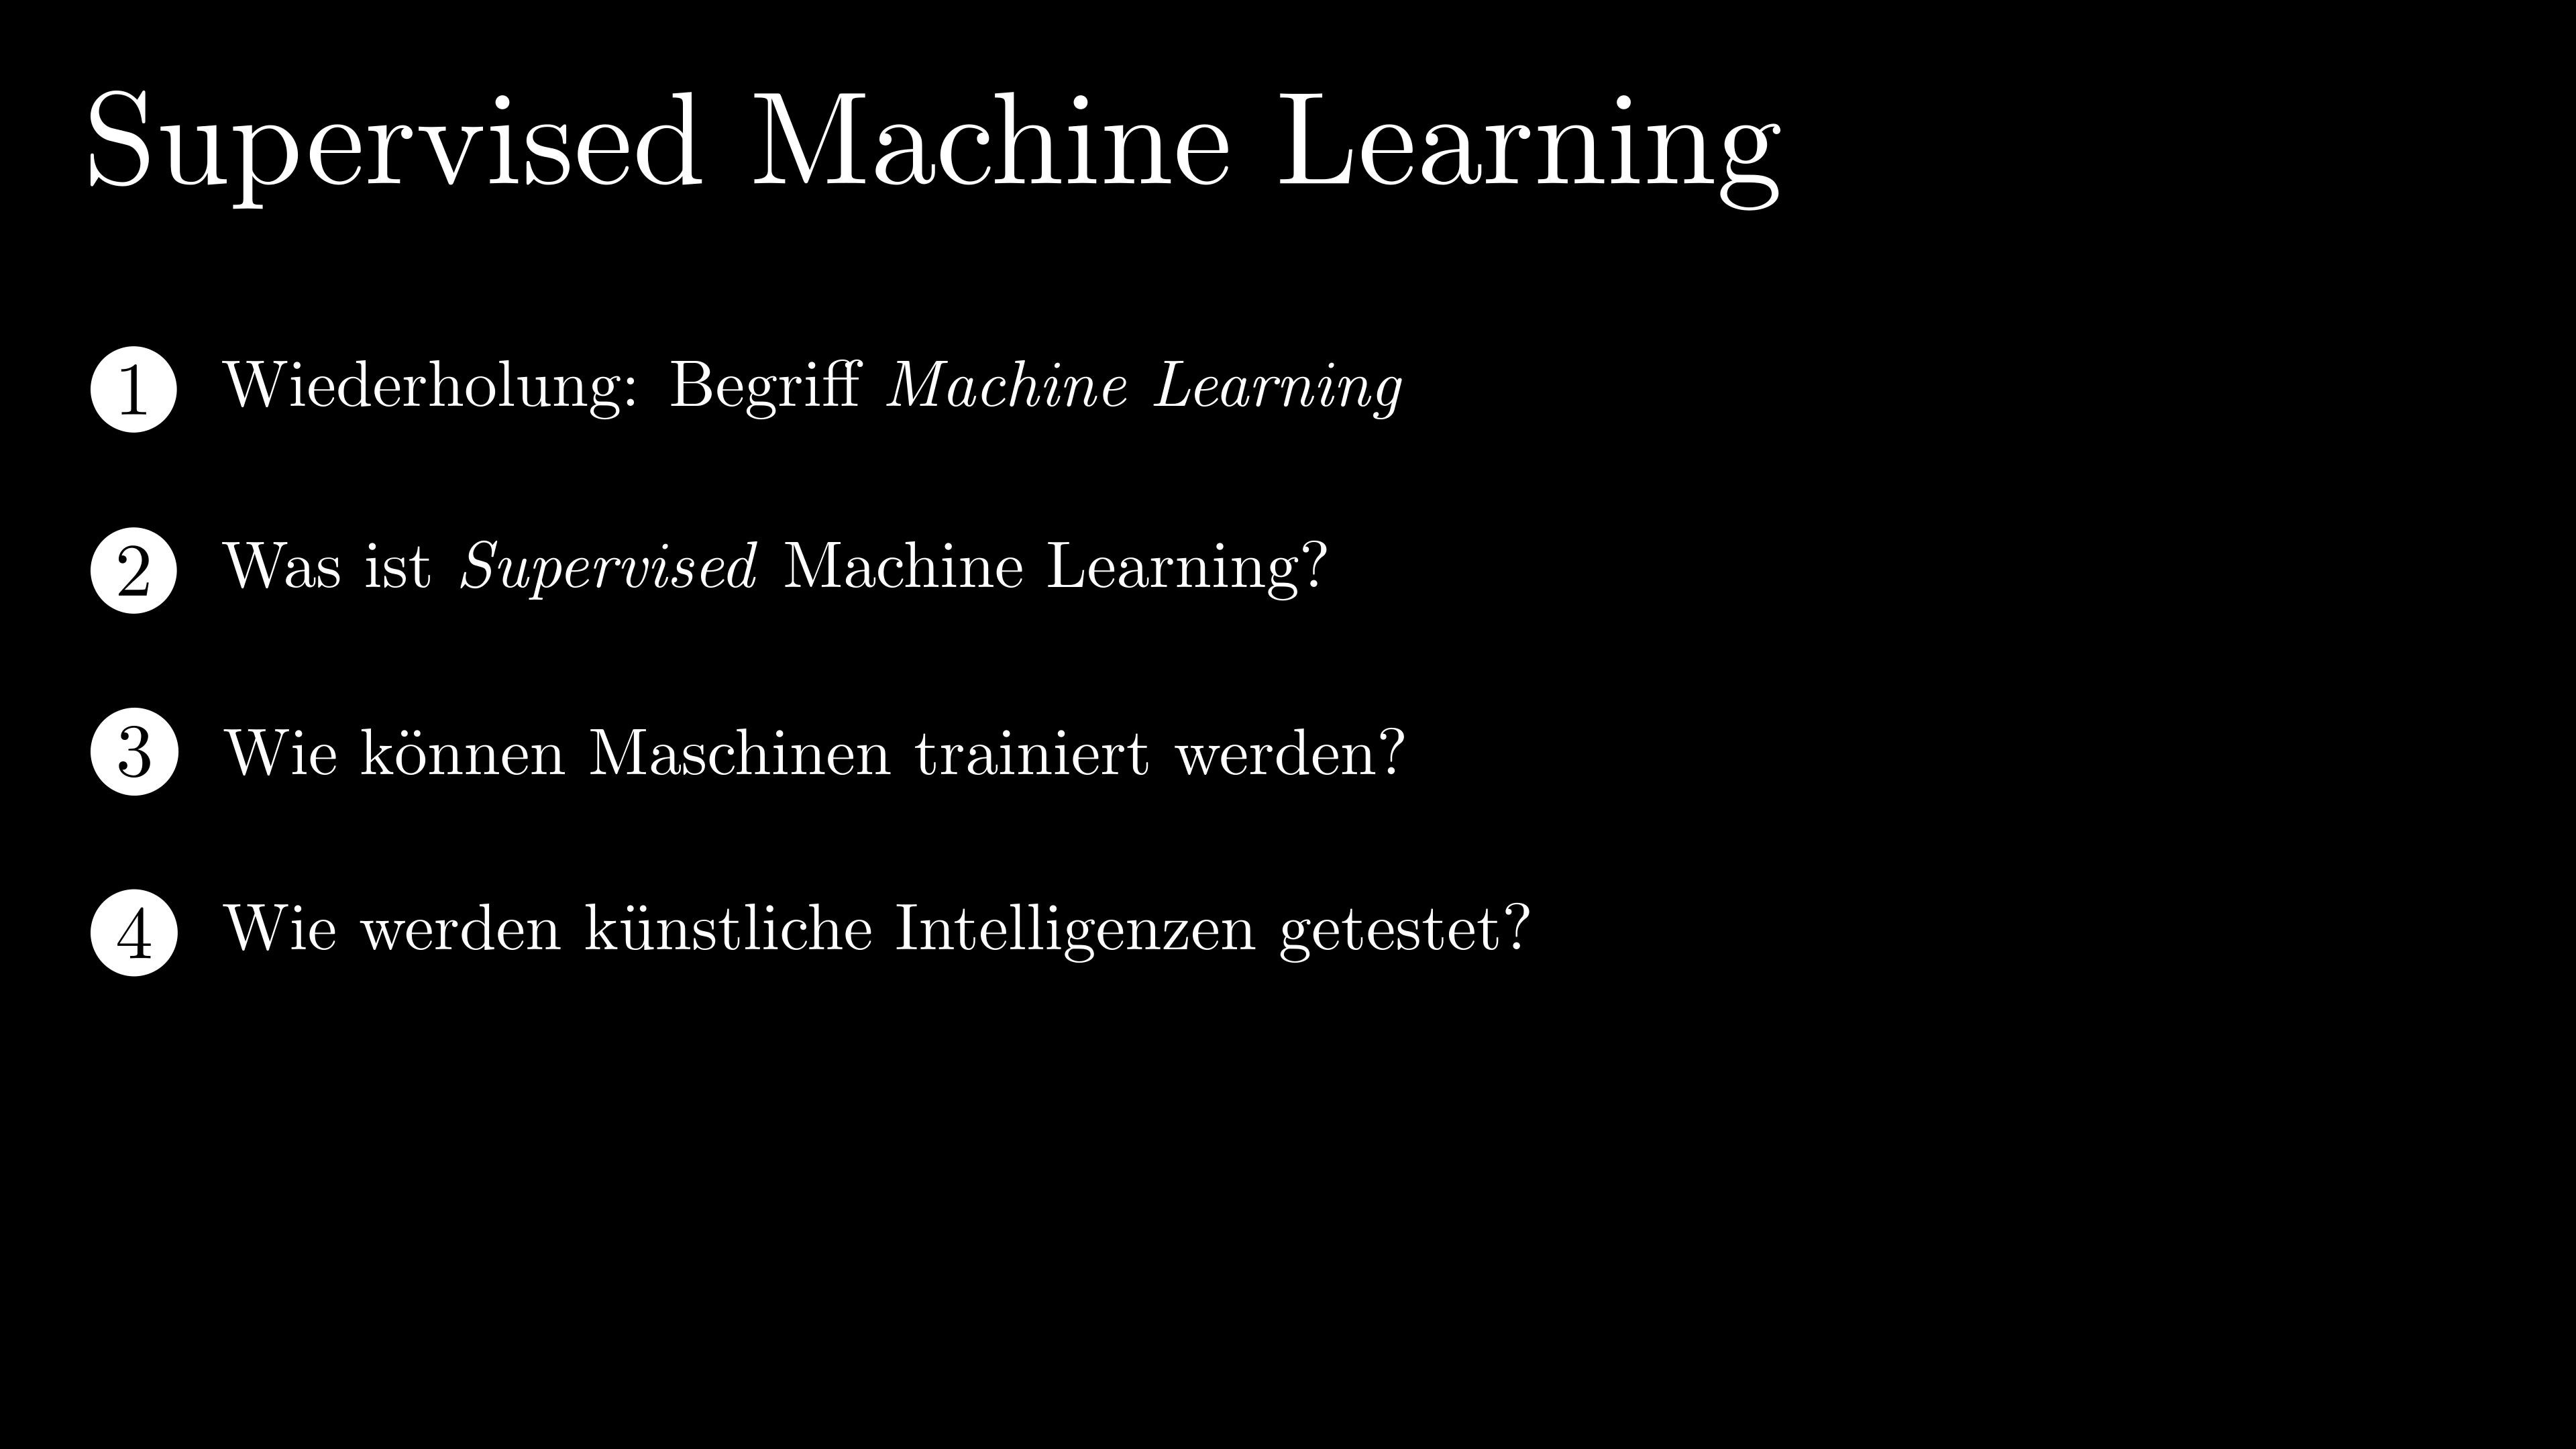 Supervised Machine Learning
1 Wiederholung: Begriff Machine Learning
2 Was ist Supervised Machine Learning?
3 Wie können Maschinen trainiert werden?
4 Wie werden künstliche Intelligenzen getestet?